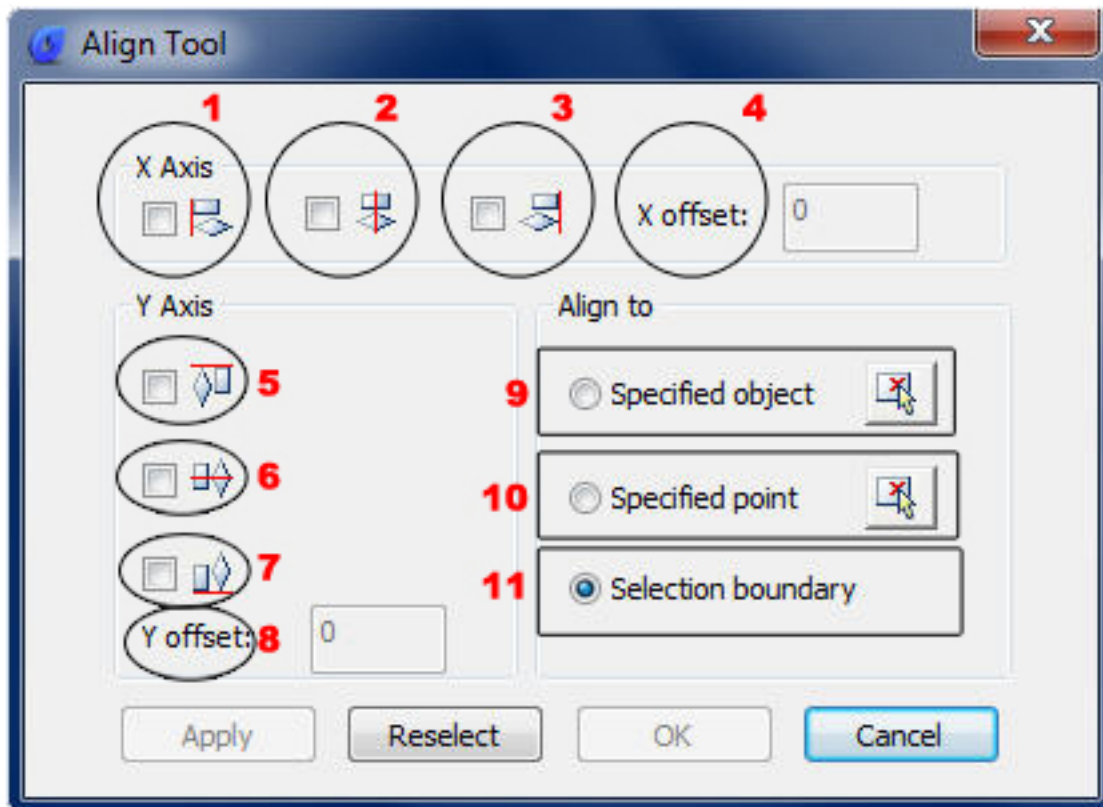 Align Tool
x
1 2 3 4
X Axis
X offset: 0
Y Axis
Align to
5
9 Specified object
6
10 Specified point
7
11 Selection boundary
Y offset: 8 0
Apply Reselect OK Cancel